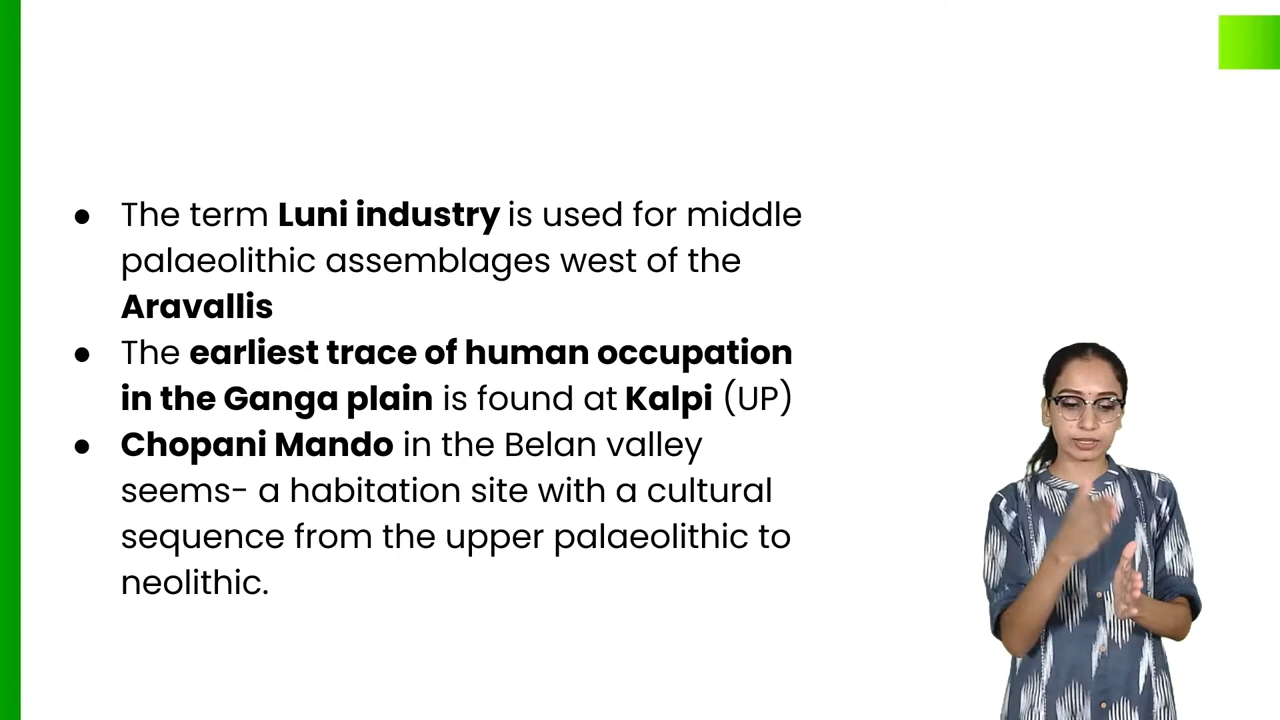 ● The term Luni industry is used for middle
palaeolithic assemblages west of the
Aravallis
● The earliest trace of human occupation
in the Ganga plain is found at Kalpi (UP)
● Chopani Mando in the Belan valley
seems- a habitation site with a cultural
sequence from the upper palaeolithic to
neolithic.